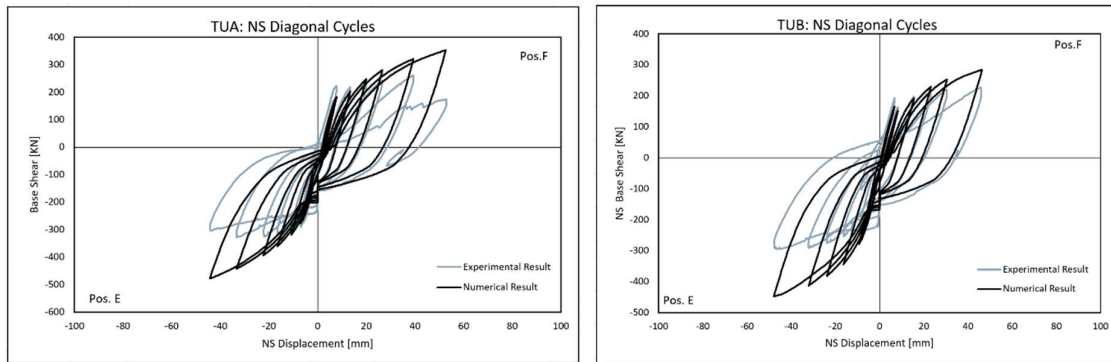 TUA: NS Diagonal Cycles
400
300
200
100
0
-100
-200
-300
-400
-500
-600
Base Shear [KN]
Pos.F
Pos. E
Experimental Result
Numerical Result
-100 -80 -60 -40 -20 0 20 40 60 80 100
NS Displacement [mm]
TUB: NS Diagonal Cycles
400
300
200
100
0
-100
-200
-300
-400
-500
NS Base Shear [KN]
Pos.F
Pos. E
Experimental Result
Numerical Result
-100 -80 -60 -40 -20 0 20 40 60 80 100
NS Displacement [mm]